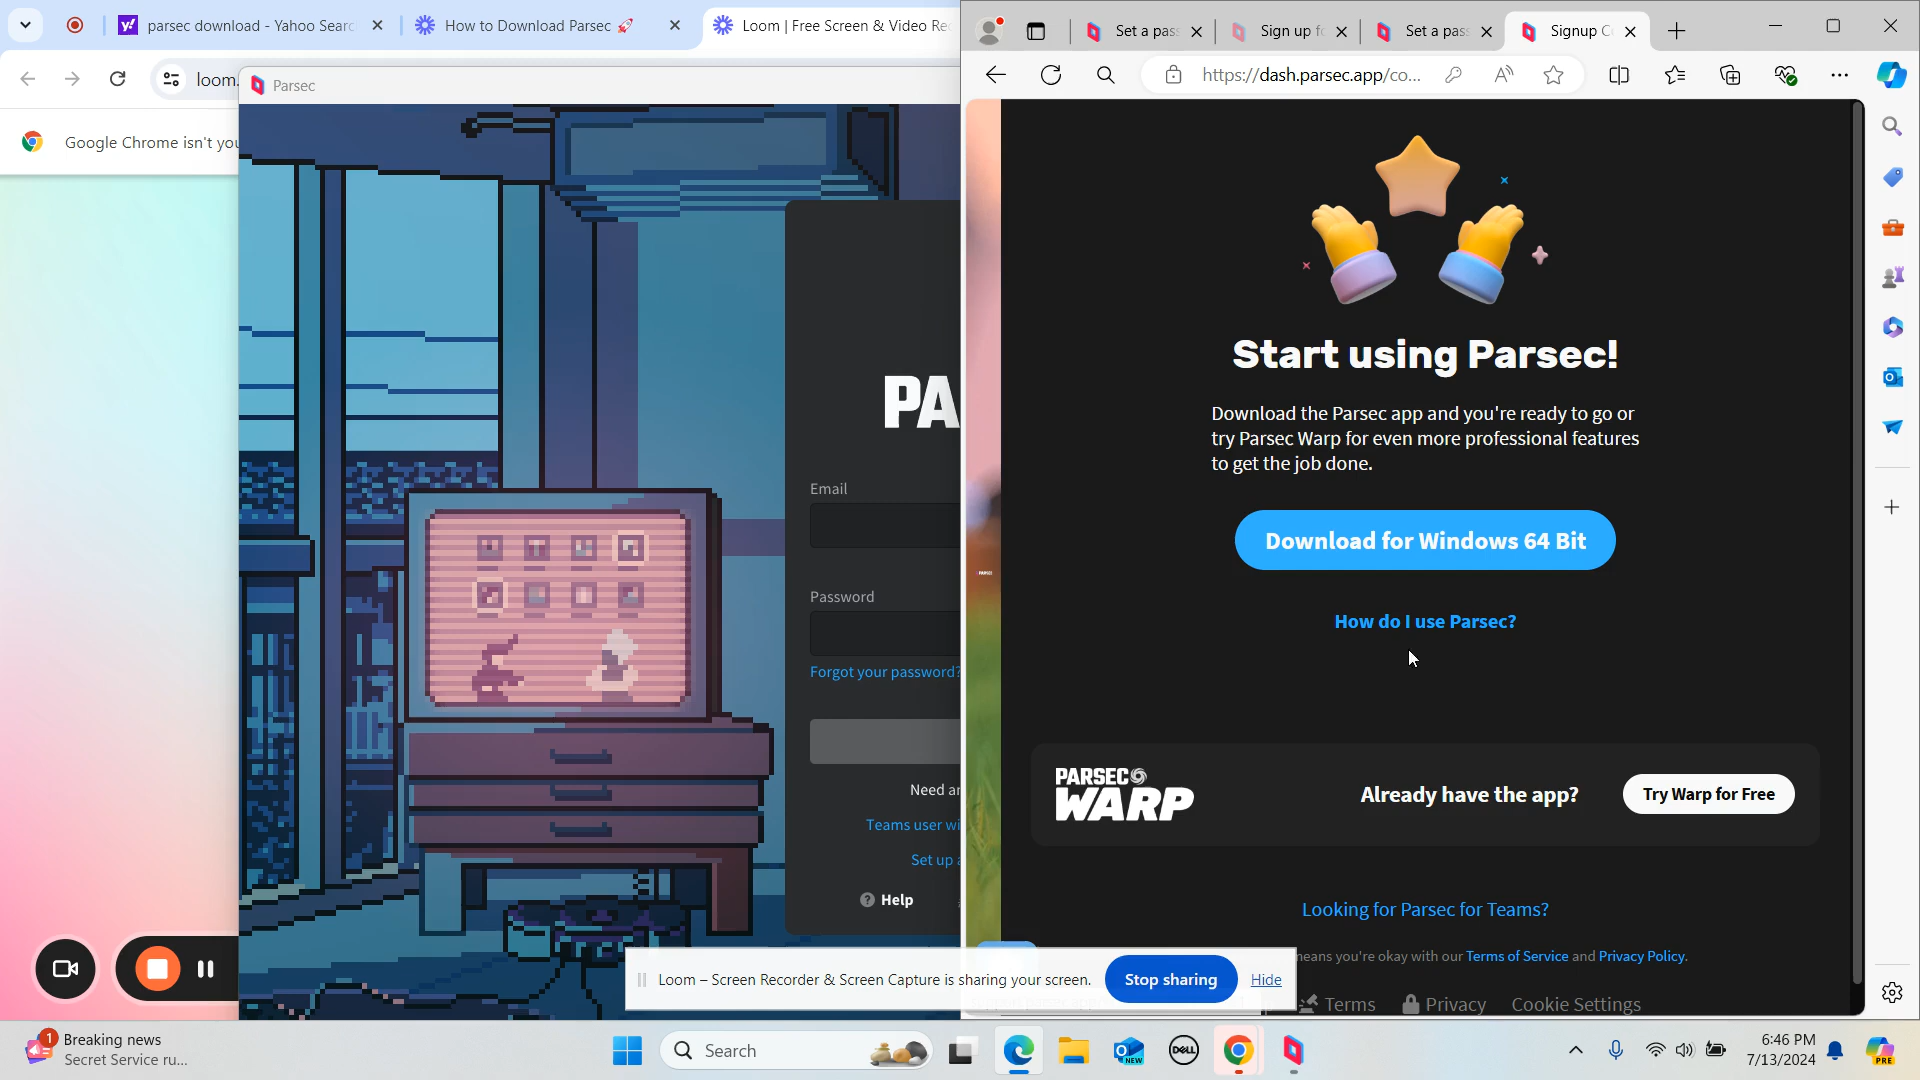 parsec download - Yahoo Searc
How to Download Parsec 🚀
Loom | Free Screen & Video Re
loom.
Google Chrome isn't you
Parsec
PA
Email
Password
Forgot your password?
Need a
Teams user wi
Set up a
Help
Set a pas
Sign up f
Set a pas
Signup C
https://dash.parsec.app/co...
Start using Parsec!
Download the Parsec app and you're ready to go or
try Parsec Warp for even more professional features
to get the job done.
Download for Windows 64 Bit
How do I use Parsec?
PARSEC
WARP
Already have the app?
Try Warp for Free
Looking for Parsec for Teams?
means you're okay with our Terms of Service and Privacy Policy.
Terms
Privacy
Cookie Settings
Loom – Screen Recorder & Screen Capture is sharing your screen.
Stop sharing
Hide
1
Breaking news
Secret Service ru...
Search
NEW
DELL
6:46 PM
7/13/2024
PRE